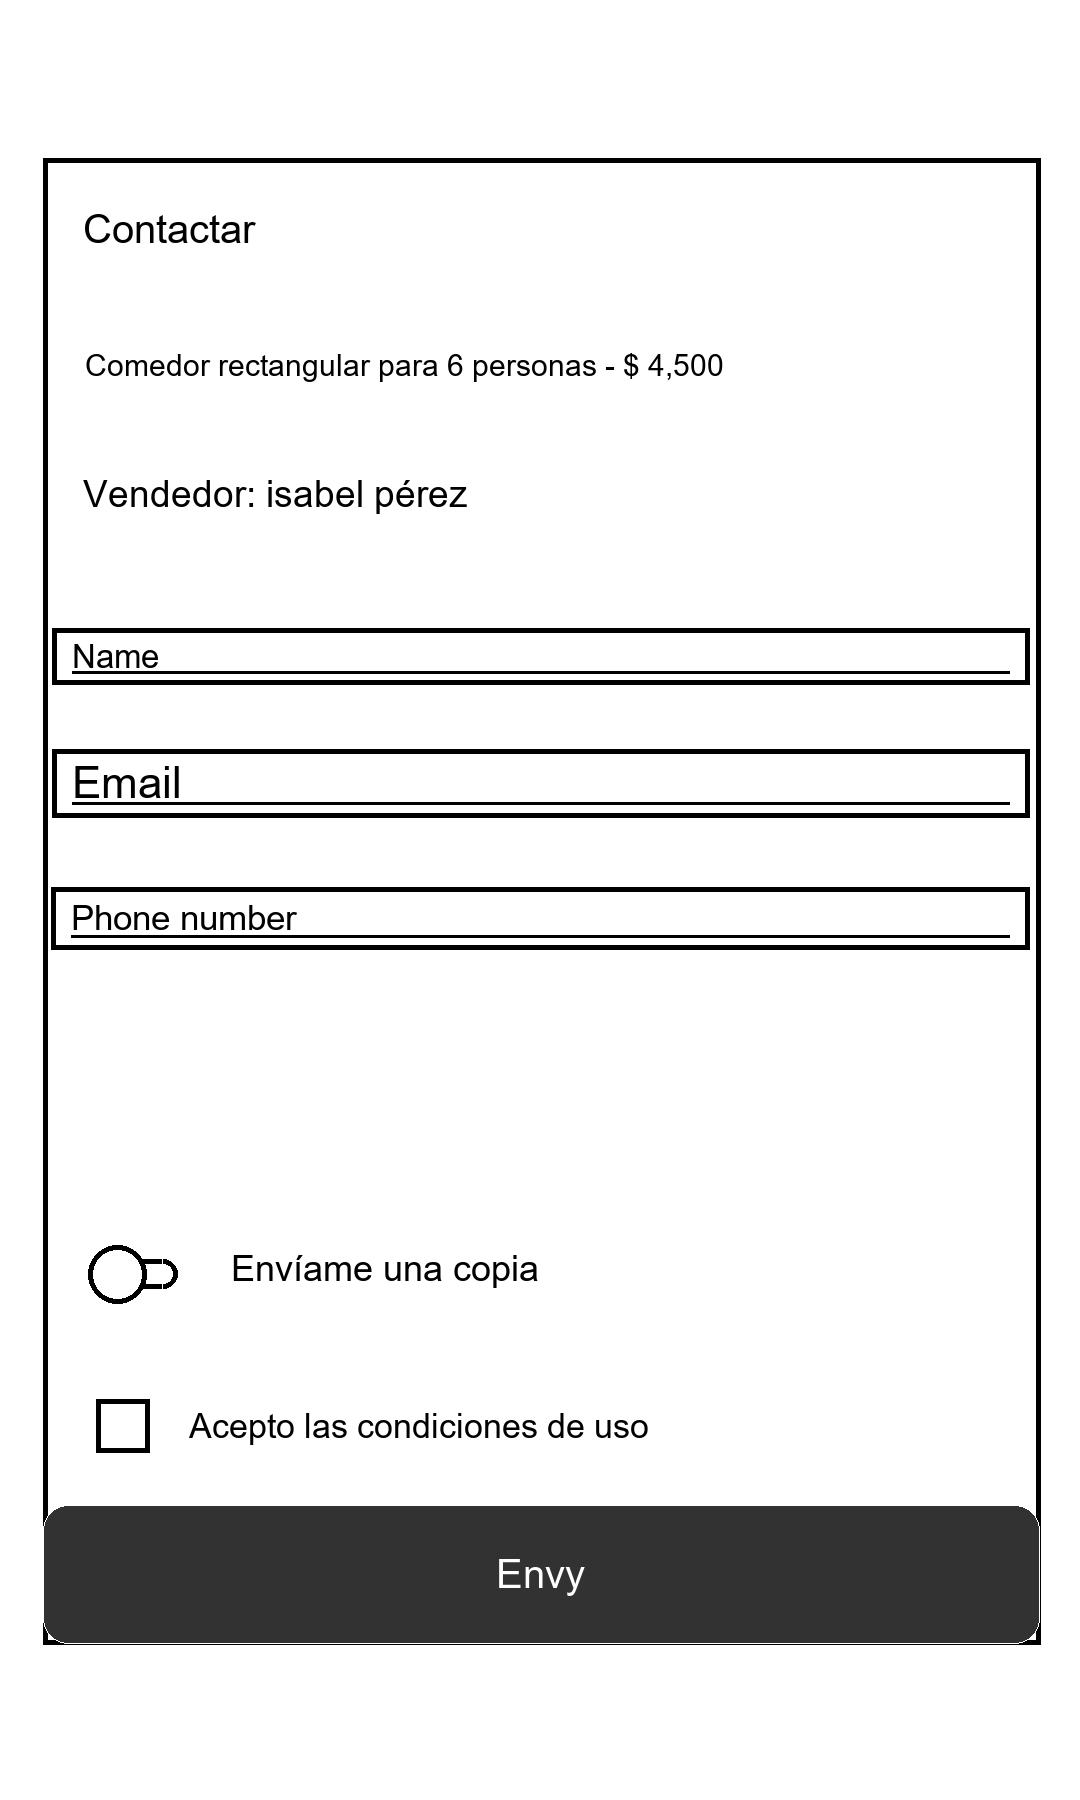 Contactar
Comedor rectangular para 6 personas - $ 4,500
Vendedor: isabel pérez
Name
Email
Phone number
Envíame una copia
Acepto las condiciones de uso
Envy